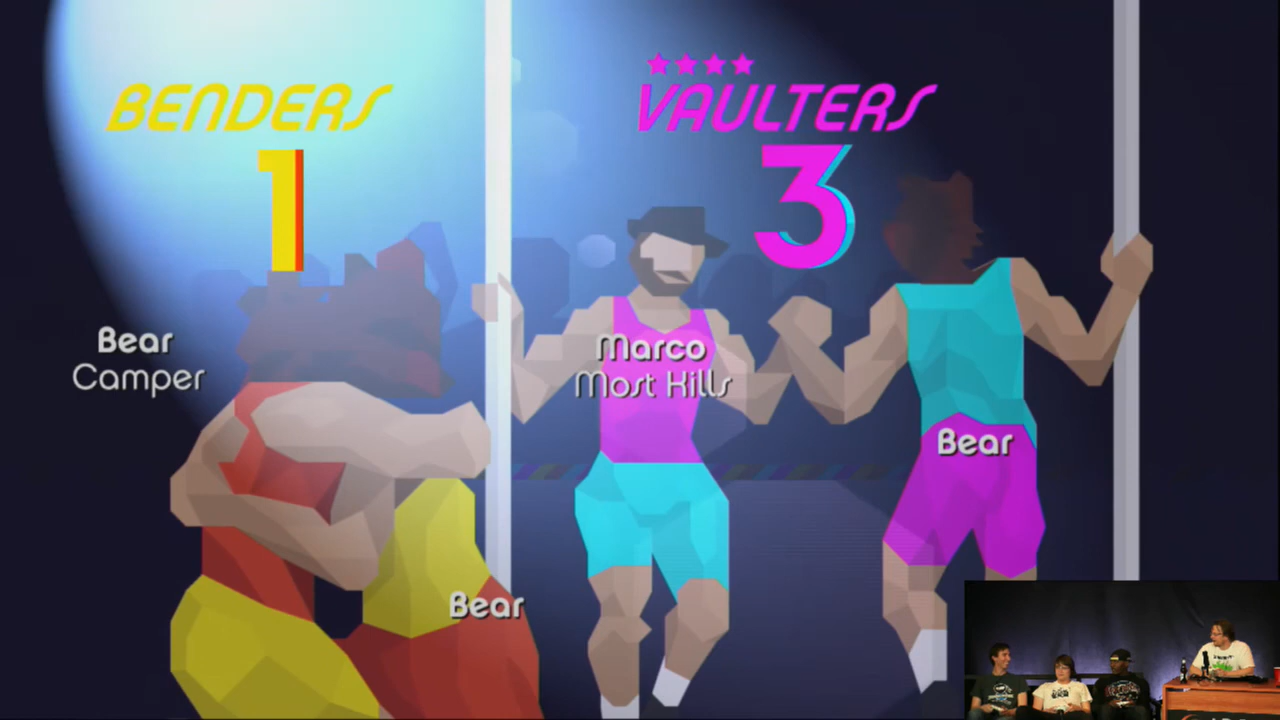 BENDERS
VAULTERS
1
3
Bear
Camper
Marco
Most Kills
Bear
Bear